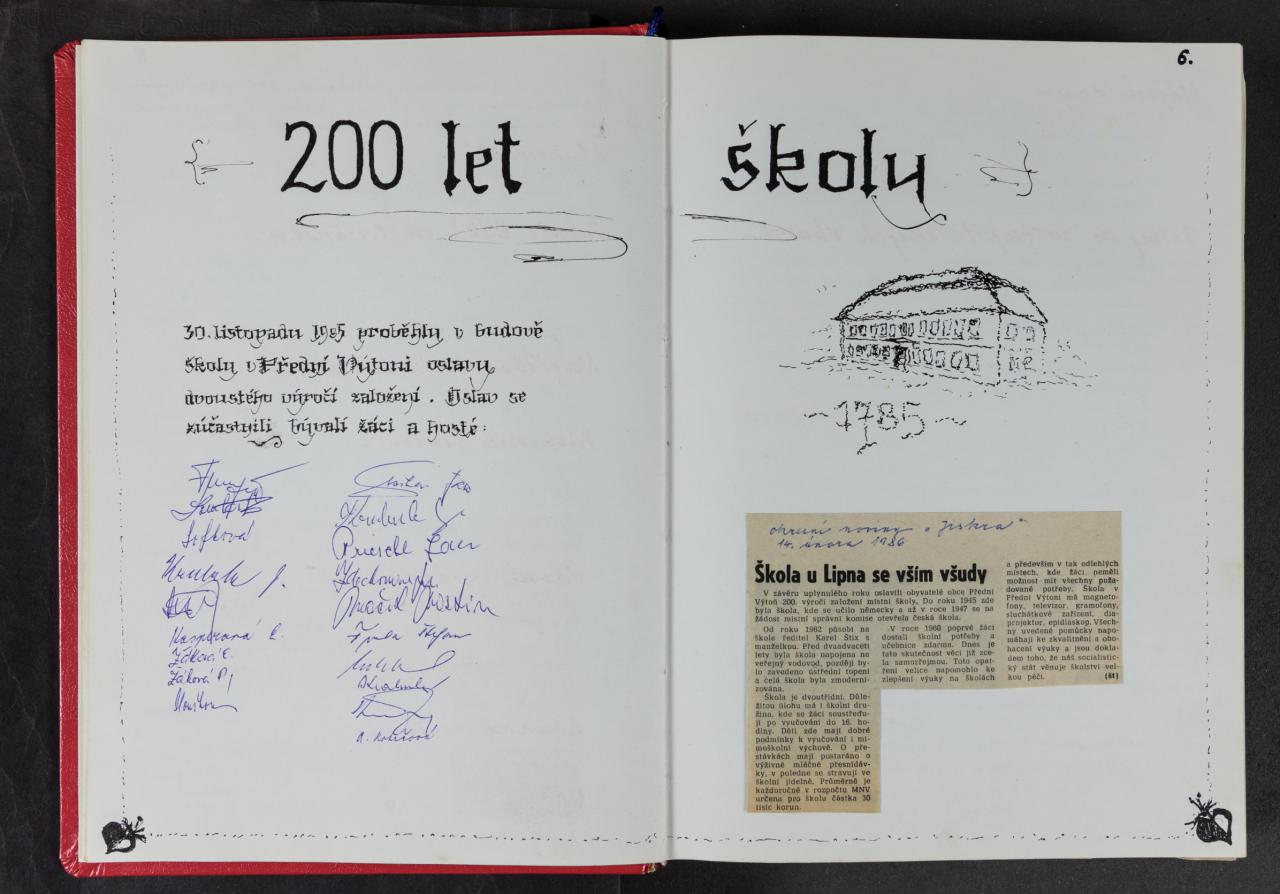 6.
200 let školy
30. listopadu 1985 proběhly v budově
školy v Přední Výtoni oslavy
dvoustého výročí založení. Oslav se
zúčastnili bývalí žáci a hosté:
Softková
Kasperová E.
Žáková E.
Žáková P.
1785
okresní noviny "Jiskra"
14. února 1986
Škola u Lipna se vším všudy
V závěru uplynulého roku oslavili obyvatelé obce Přední
Výtoň 200. výročí založení místní školy. Do roku 1945 zde
byla škola, kde se učilo německy a až v roce 1947 se na
žádost místní správní komise otevřela česká škola.
Od roku 1962 působí na
škole ředitel Karel Štix s
manželkou. Před dvaadvaceti
lety byla škola napojena na
veřejný vodovod, později by-
lo zavedeno ústřední topení
a celá škola byla zmoderni-
zována.
Škola je dvoutřídní. Důle-
žitou úlohu má i školní dru-
žina, kde se žáci soustřeďu-
jí po vyučování do 16. ho-
diny. Děti zde mají dobré
podmínky k vyučování i mi-
moškolní výchově. O pře-
stávkách mají postaráno o
výživné mléčné přesnídáv-
ky, v poledne se stravují ve
školní jídelně. Průměrně je
každoročně v rozpočtu MNV
určena pro školu částka 30
tisíc korun.
V roce 1960 poprvé žáci
dostali školní potřeby a
učebnice zdarma. Dnes je
tato skutečnost věcí již zce-
la samozřejmou. Toto opat-
ření velice napomohlo ke
zlepšení výuky na školách
a především v tak odlehlých
místech, kde žáci neměli
možnost mít všechny poža-
dované potřeby. Škola v
Přední Výtoni má magneto-
fony, televizor, gramofony,
sluchátkové zařízení, dia-
projektor, epidiaskop. Všech-
ny uvedené pomůcky napo-
máhají ke zkvalitnění a obo-
hacení výuky a jsou dokla-
dem toho, že náš socialistic-
ký stát věnuje školství vel-
kou péči. (št)